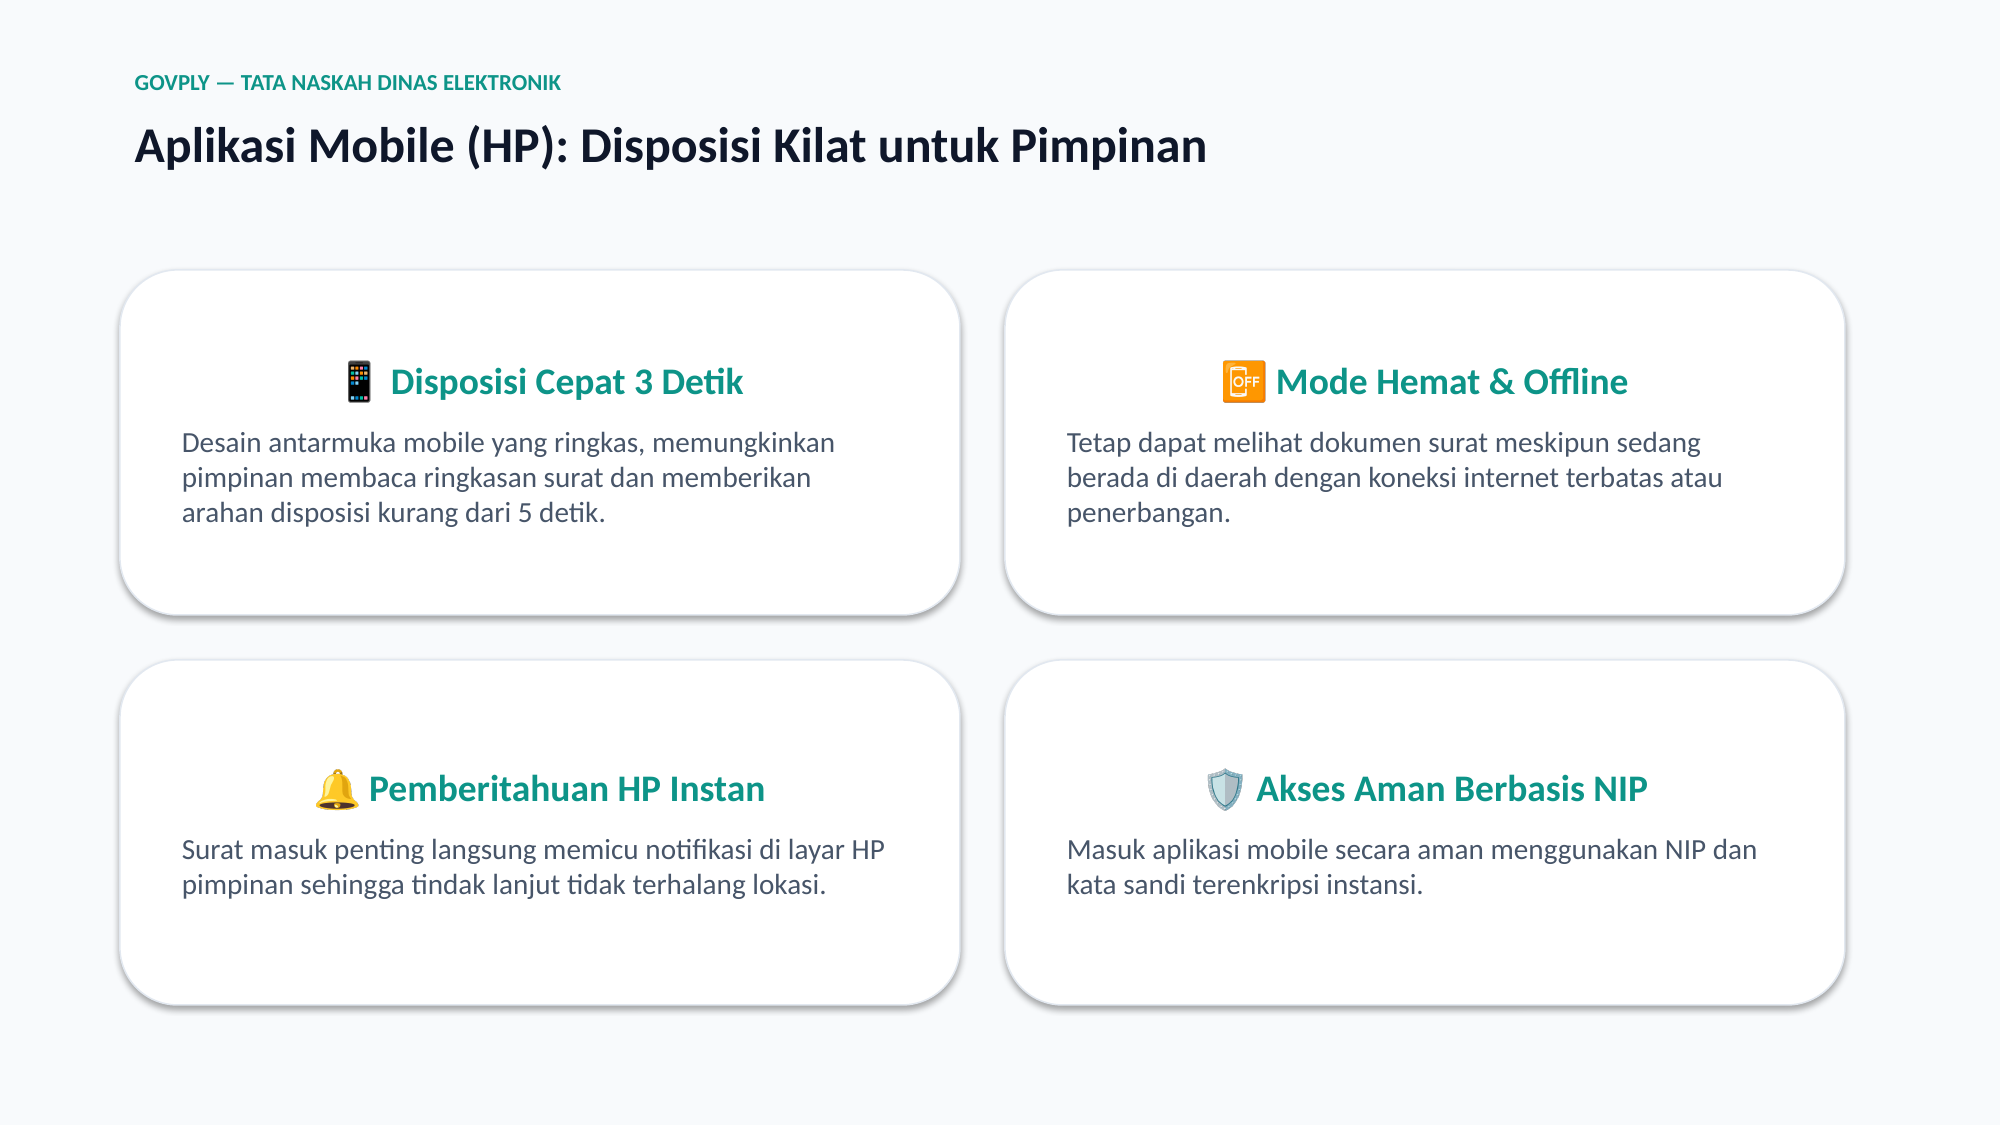 GOVPLY — TATA NASKAH DINAS ELEKTRONIK
Aplikasi Mobile (HP): Disposisi Kilat untuk Pimpinan
📱 Disposisi Cepat 3 Detik
Desain antarmuka mobile yang ringkas, memungkinkan
pimpinan membaca ringkasan surat dan memberikan
arahan disposisi kurang dari 5 detik.
📴 Mode Hemat & Offline
Tetap dapat melihat dokumen surat meskipun sedang
berada di daerah dengan koneksi internet terbatas atau
penerbangan.
🔔 Pemberitahuan HP Instan
Surat masuk penting langsung memicu notifikasi di layar HP
pimpinan sehingga tindak lanjut tidak terhalang lokasi.
🛡️ Akses Aman Berbasis NIP
Masuk aplikasi mobile secara aman menggunakan NIP dan
kata sandi terenkripsi instansi.